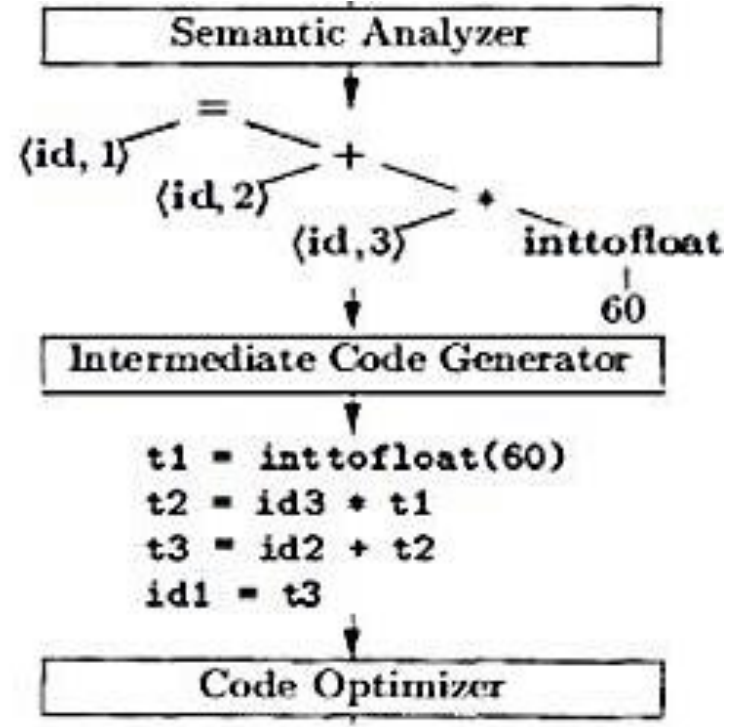 Semantic Analyzer
=
⟨id, 1⟩
+
⟨id, 2⟩
*
⟨id, 3⟩
inttofloat
60
Intermediate Code Generator
t1 = inttofloat(60)
t2 = id3 * t1
t3 = id2 + t2
id1 = t3
Code Optimizer